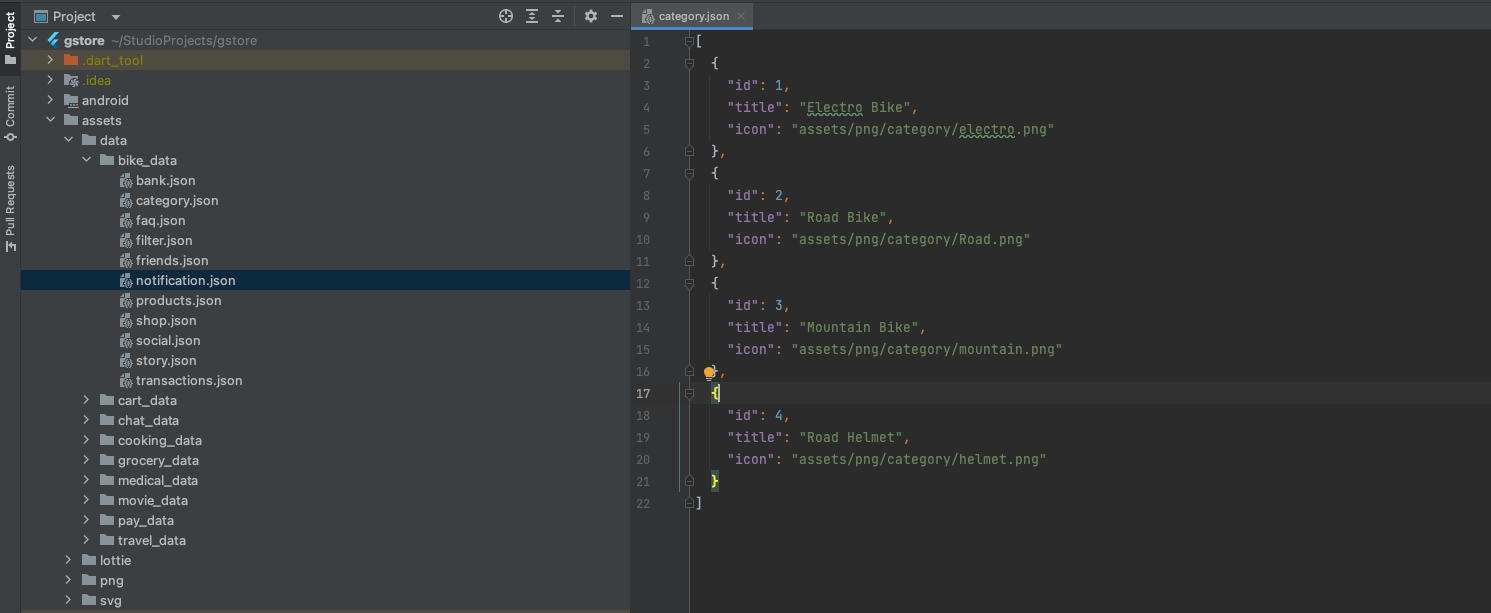 Project
Commit
Pull Requests
Project
gstore ~/StudioProjects/gstore
.dart_tool
.idea
android
assets
data
bike_data
bank.json
category.json
faq.json
filter.json
friends.json
notification.json
products.json
shop.json
social.json
story.json
transactions.json
cart_data
chat_data
cooking_data
grocery_data
medical_data
movie_data
pay_data
travel_data
lottie
png
svg
category.json
1 [
2 {
3 "id": 1,
4 "title": "Electro Bike",
5 "icon": "assets/png/category/electro.png"
6 },
7 {
8 "id": 2,
9 "title": "Road Bike",
10 "icon": "assets/png/category/Road.png"
11 },
12 {
13 "id": 3,
14 "title": "Mountain Bike",
15 "icon": "assets/png/category/mountain.png"
16 },
17 {
18 "id": 4,
19 "title": "Road Helmet",
20 "icon": "assets/png/category/helmet.png"
21 }
22 ]